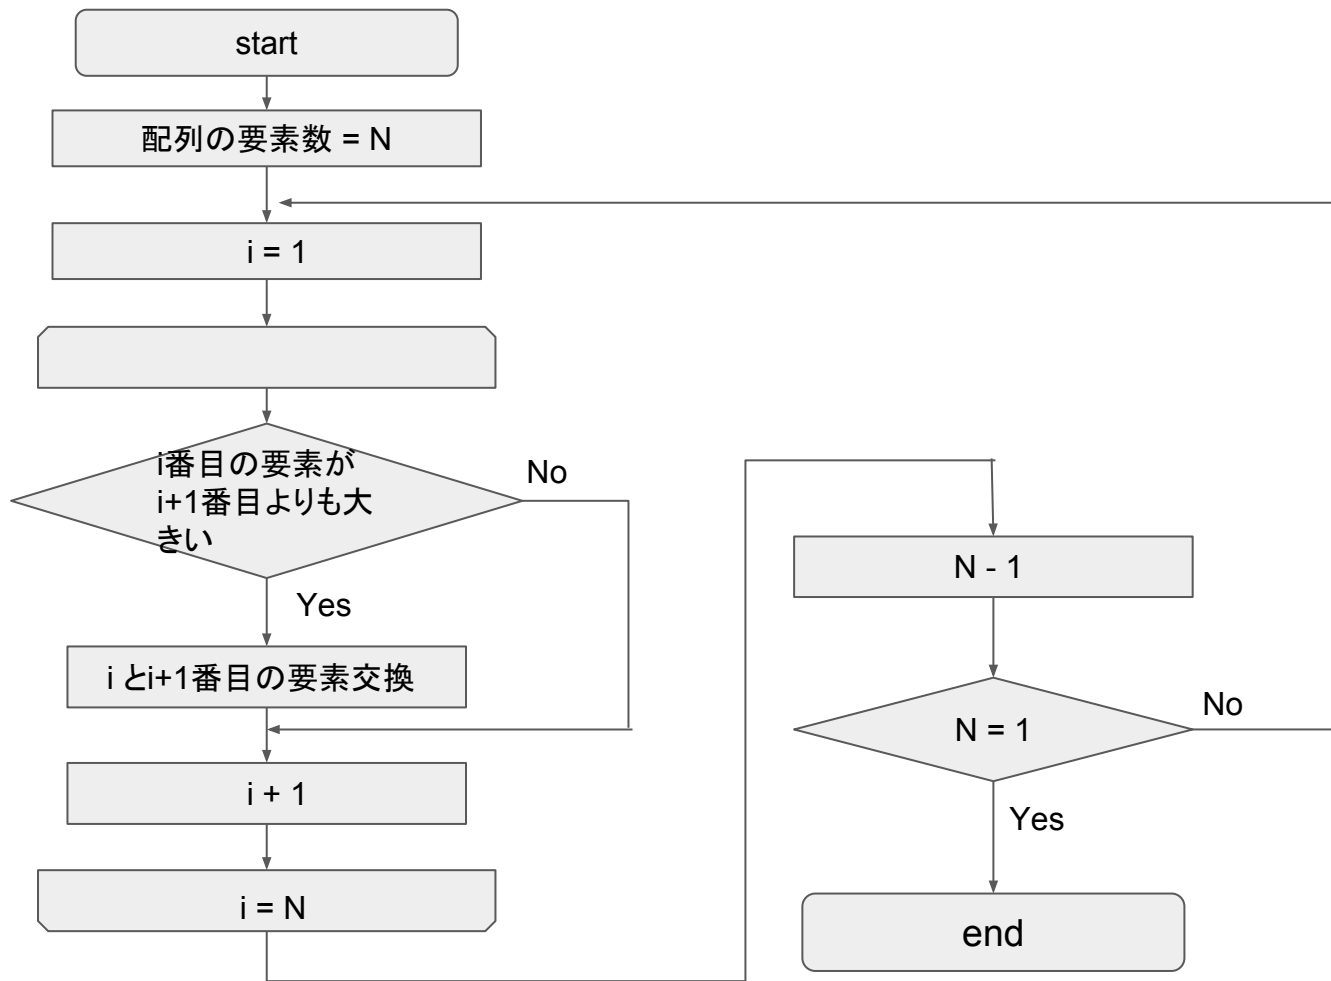 start
配列の要素数 = N
i = 1
i番目の要素が
i+1番目よりも大
きい
No
Yes
i とi+1番目の要素交換
i + 1
i = N
N - 1
N = 1
No
Yes
end